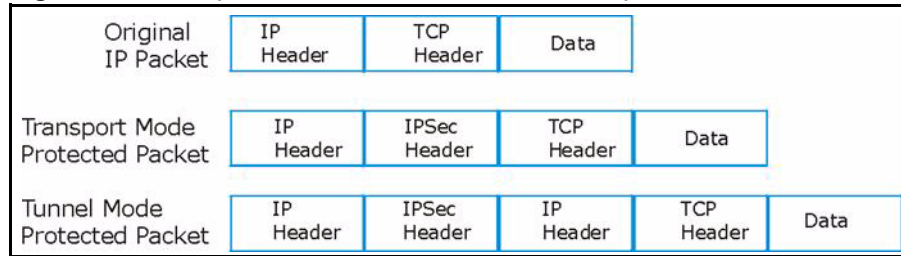 Original
IP Packet
IP
Header
TCP
Header
Data
Transport Mode
Protected Packet
IP
Header
IPSec
Header
TCP
Header
Data
Tunnel Mode
Protected Packet
IP
Header
IPSec
Header
IP
Header
TCP
Header
Data